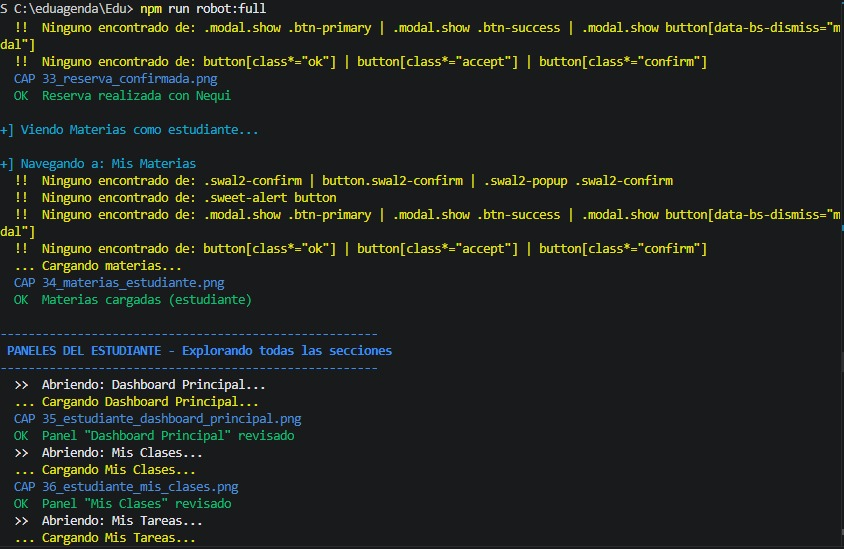 S C:\eduagenda\Edu> npm run robot:full
!! Ninguno encontrado de: .modal.show .btn-primary | .modal.show .btn-success | .modal.show button[data-bs-dismiss="m
dal"]
!! Ninguno encontrado de: button[class*="ok"] | button[class*="accept"] | button[class*="confirm"]
CAP 33_reserva_confirmada.png
OK Reserva realizada con Nequi
+] Viendo Materias como estudiante...
+] Navegando a: Mis Materias
!! Ninguno encontrado de: .swal2-confirm | button.swal2-confirm | .swal2-popup .swal2-confirm
!! Ninguno encontrado de: .sweet-alert button
!! Ninguno encontrado de: .modal.show .btn-primary | .modal.show .btn-success | .modal.show button[data-bs-dismiss="m
dal"]
!! Ninguno encontrado de: button[class*="ok"] | button[class*="accept"] | button[class*="confirm"]
... Cargando materias...
CAP 34_materias_estudiante.png
OK Materias cargadas (estudiante)
------------------------------------------------------
PANELES DEL ESTUDIANTE - Explorando todas las secciones
------------------------------------------------------
>> Abriendo: Dashboard Principal...
... Cargando Dashboard Principal...
CAP 35_estudiante_dashboard_principal.png
OK Panel "Dashboard Principal" revisado
>> Abriendo: Mis Clases...
... Cargando Mis Clases...
CAP 36_estudiante_mis_clases.png
OK Panel "Mis Clases" revisado
>> Abriendo: Mis Tareas...
... Cargando Mis Tareas...